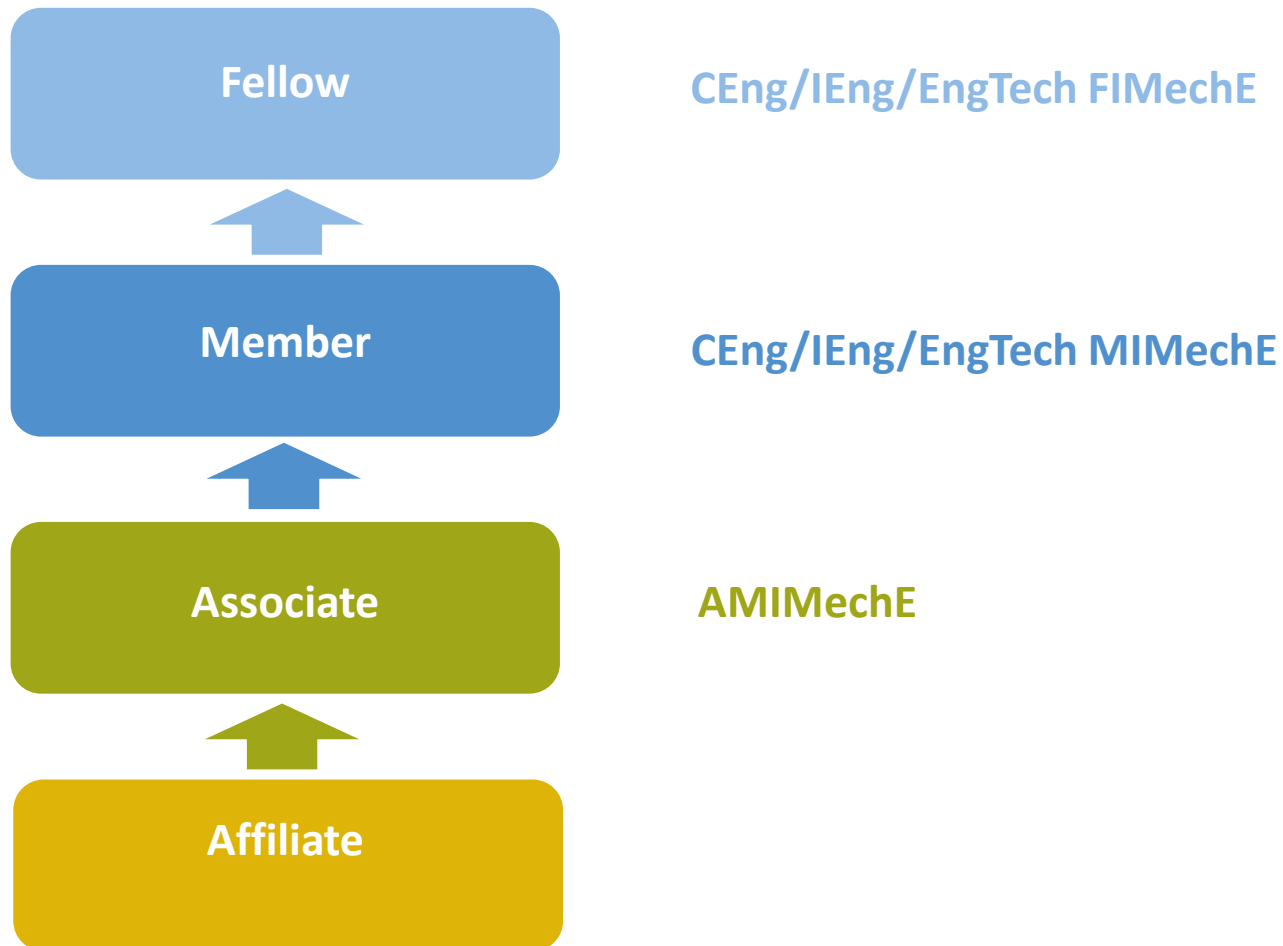 Fellow
CEng/IEng/EngTech FIMechE
Member
CEng/IEng/EngTech MIMechE
Associate
AMIMechE
Affiliate